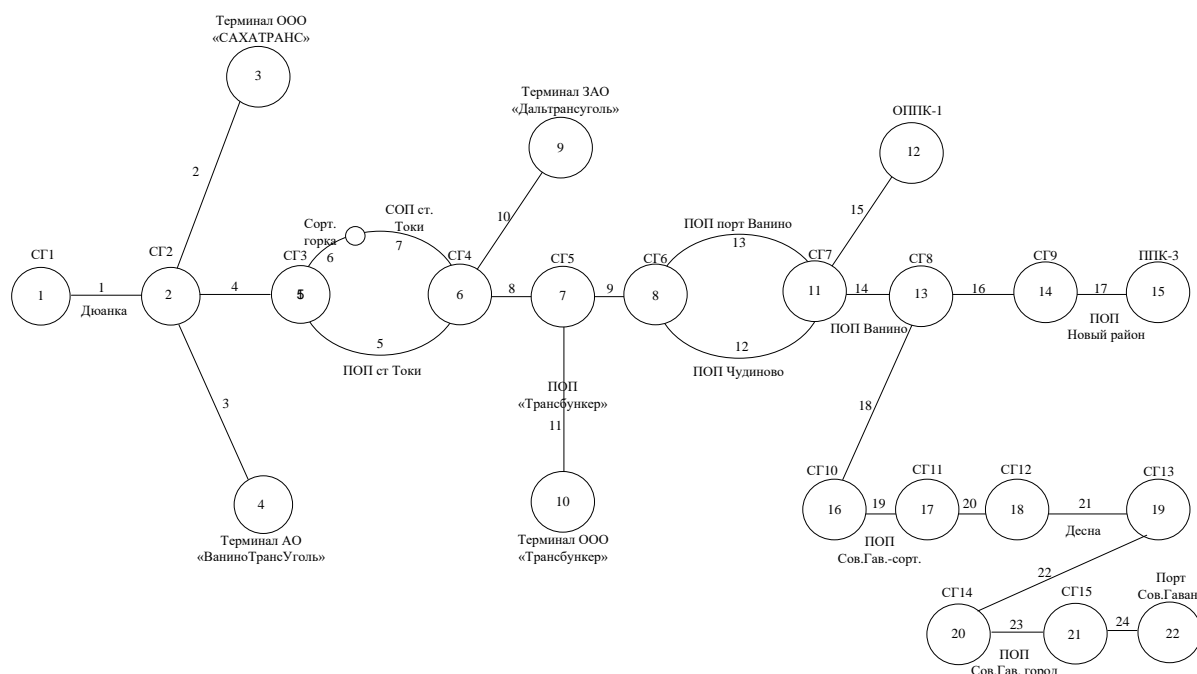 Терминал ООО
«САХАТРАНС»
3
2
Терминал ЗАО
«Дальтрансуголь»
9
10
ОППК-1
12
15
СГ1
1
1
Дюанка
СГ2
2
4
СГ3
5
Сорт.
горка
6
СОП ст.
Токи
7
5
ПОП ст Токи
СГ4
6
8
СГ5
7
9
СГ6
8
ПОП порт Ванино
13
12
ПОП Чудиново
СГ7
11
14
ПОП Ванино
СГ8
13
16
СГ9
14
17
ПОП
Новый район
ППК-3
15
3
4
Терминал АО
«ВаниноТрансУголь»
ПОП
«Трансбункер»
11
10
Терминал ООО
«Трансбункер»
18
СГ10
16
19
ПОП
Сов.Гав.-сорт.
СГ11
17
20
СГ12
18
21
Десна
СГ13
19
22
СГ14
20
23
ПОП
Сов.Гав. город
СГ15
21
24
Порт
Сов.Гавань
22